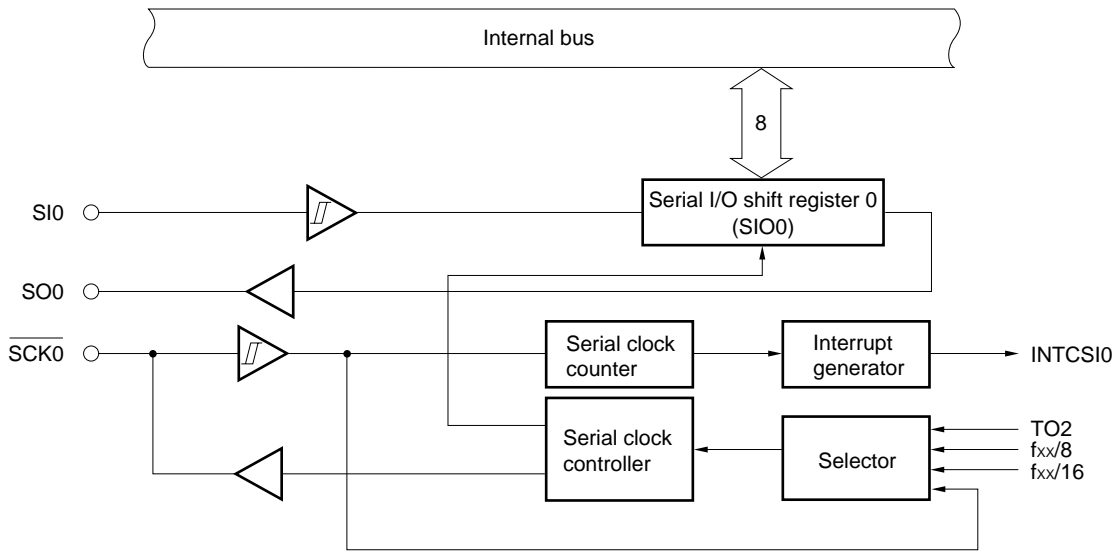 Internal bus
8
SI0
Serial I/O shift register 0
(SIO0)
SO0
SCK0
Serial clock
counter
Interrupt
generator
INTCSI0
Serial clock
controller
Selector
TO2
fxx/8
fxx/16